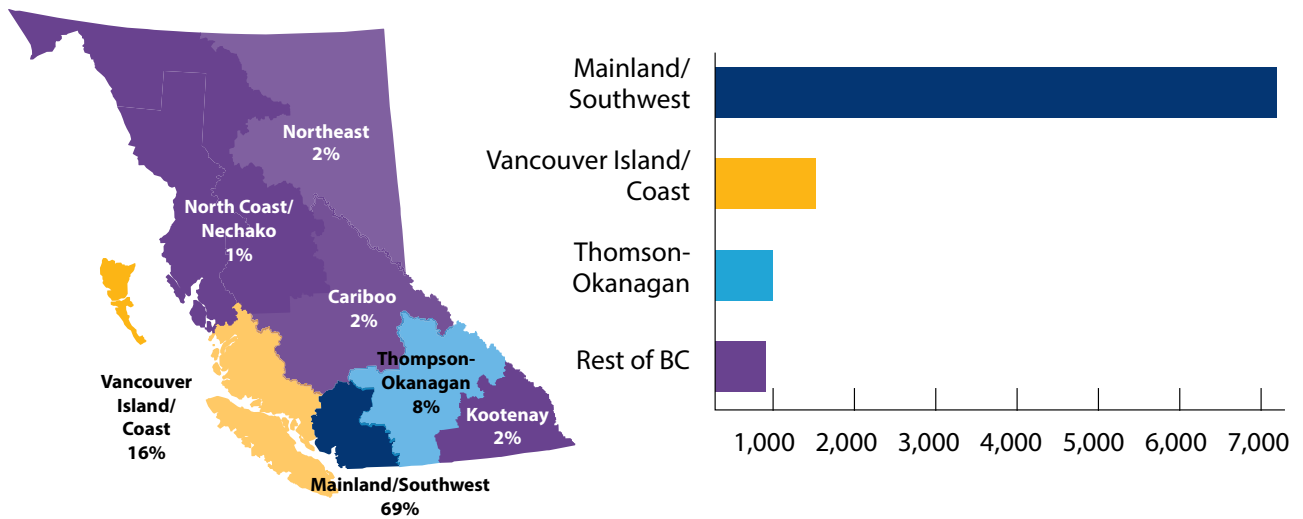 Northeast
2%
North Coast/
Nechako
1%
Cariboo
2%
Thompson-
Okanagan
8%
Kootenay
2%
Vancouver
Island/
Coast
16%
Mainland/Southwest
69%
Mainland/
Southwest
Vancouver Island/
Coast
Thomson-
Okanagan
Rest of BC
1,000 2,000 3,000 4,000 5,000 6,000 7,000